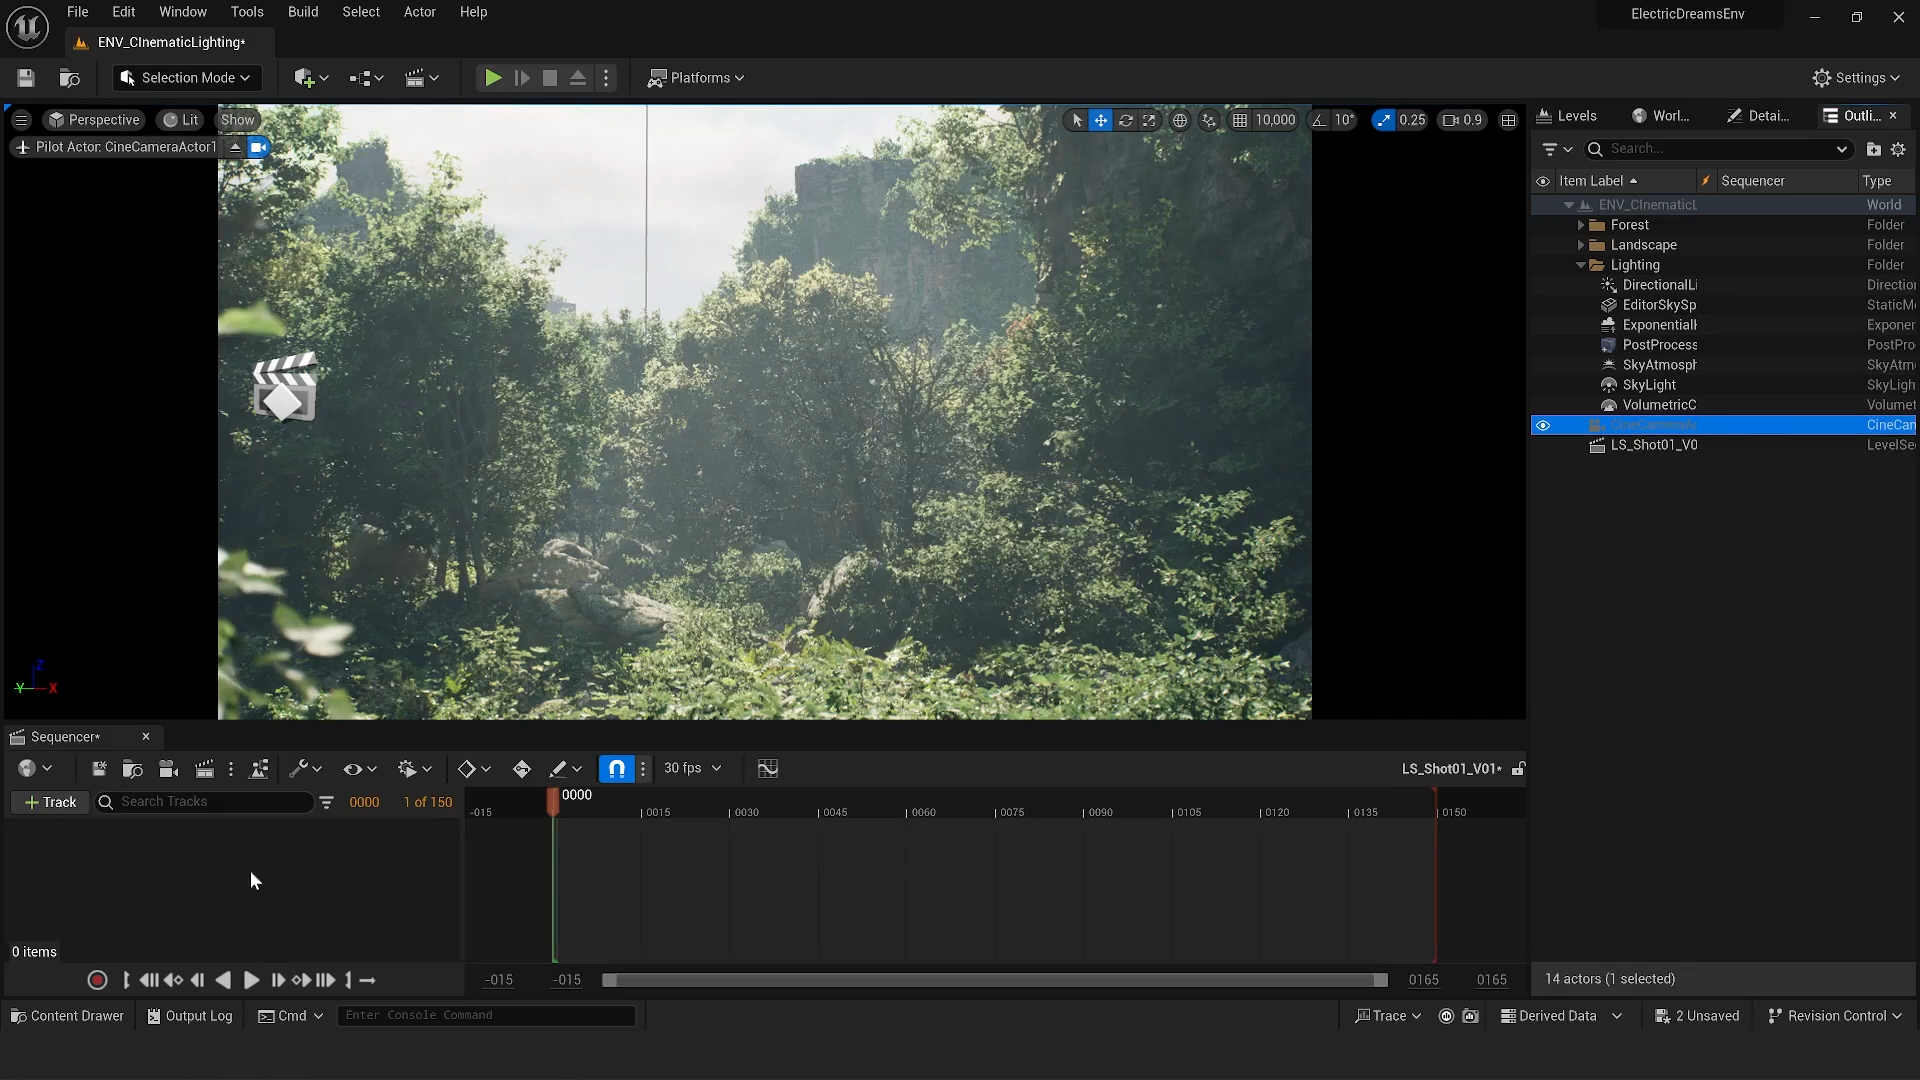 File Edit Window Tools Build Select Actor Help
ElectricDreamsEnv
ENV_CInematicLighting*
Selection Mode
Platforms
Settings
Perspective Lit Show
10,000 10° 0.25 0.9
Pilot Actor: CineCameraActor1
Levels Worl... Detai... Outli...
Search...
Item Label Sequencer Type
ENV_CInematicL World
Forest Folder
Landscape Folder
Lighting Folder
DirectionalLi Direction
EditorSkySp StaticMe
Exponentiall Exponer
PostProcess PostPro
SkyAtmosph SkyAtm
SkyLight SkyLigh
VolumetricC Volumet
CineCameraA CineCam
LS_Shot01_V0 LevelSe
Z
Y X
Sequencer*
30 fps
LS_Shot01_V01*
+ Track Search Tracks 0000 1 of 150
0000
-015 0015 0030 0045 0060 0075 0090 0105 0120 0135 0150
0 items
-015 -015 0165 0165
14 actors (1 selected)
Content Drawer Output Log Cmd Enter Console Command
Trace Derived Data 2 Unsaved Revision Control